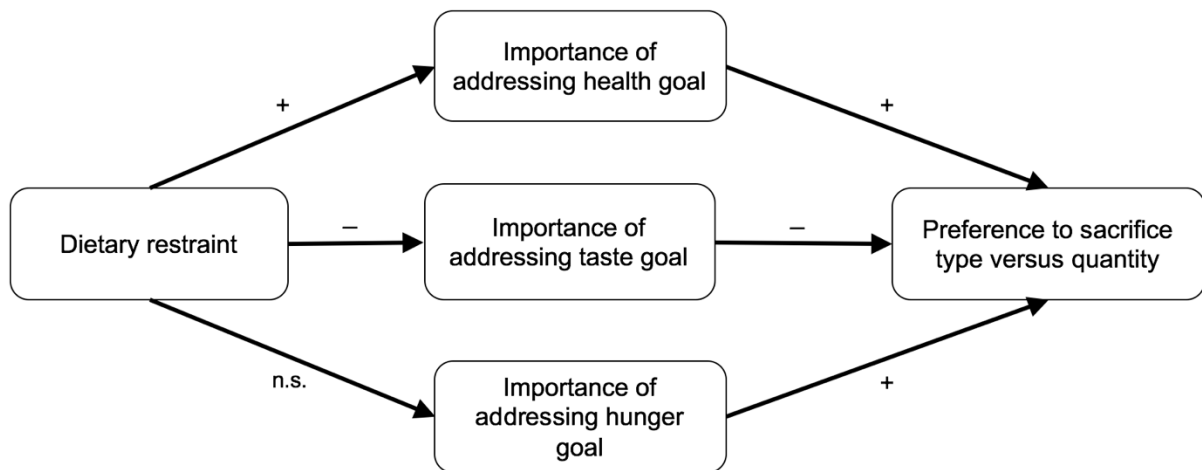 Importance of
addressing health goal
+
+
Dietary restraint
–
Importance of
addressing taste goal
–
Preference to sacrifice
type versus quantity
n.s.
Importance of
addressing hunger
goal
+